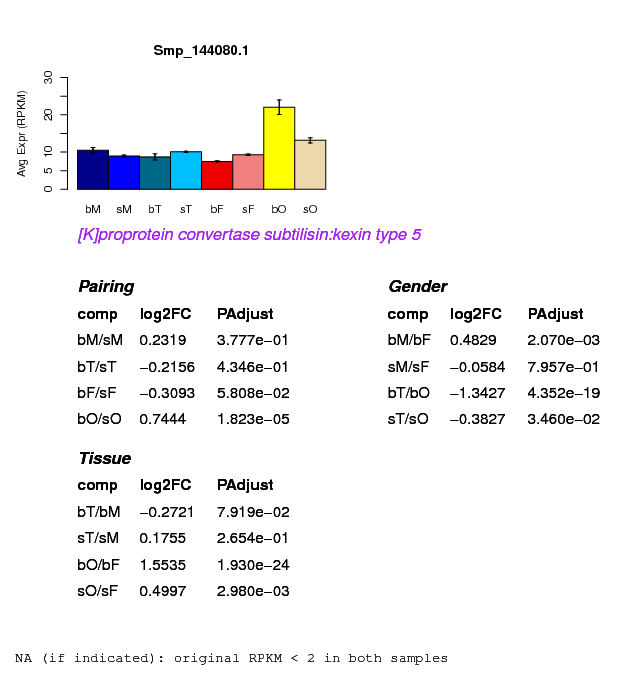 Smp_144080.1
Avg Expr (RPKM)
0 5 10 20 30
bM sM bT sT bF sF bO sO
[K]proprotein convertase subtilisin:kexin type 5
Pairing
comp log2FC PAdjust
bM/sM 0.2319 3.777e−01
bT/sT −0.2156 4.346e−01
bF/sF −0.3093 5.808e−02
bO/sO 0.7444 1.823e−05
Gender
comp log2FC PAdjust
bM/bF 0.4829 2.070e−03
sM/sF −0.0584 7.957e−01
bT/bO −1.3427 4.352e−19
sT/sO −0.3827 3.460e−02
Tissue
comp log2FC PAdjust
bT/bM −0.2721 7.919e−02
sT/sM 0.1755 2.654e−01
bO/bF 1.5535 1.930e−24
sO/sF 0.4997 2.980e−03
NA (if indicated): original RPKM < 2 in both samples